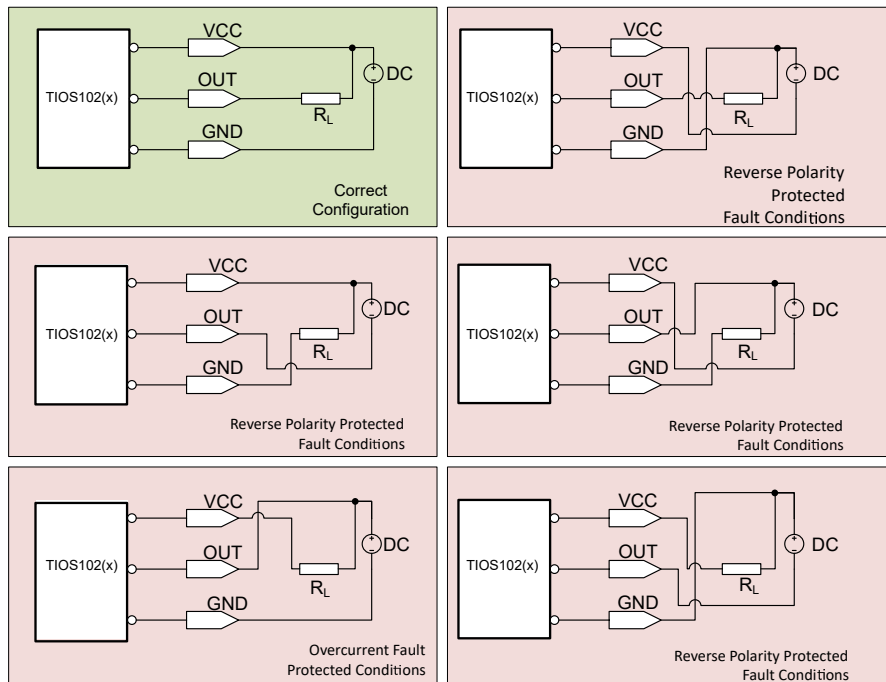 VCC
OUT
TIOS102(x)
DC
R_L
GND
Correct
Configuration
VCC
OUT
TIOS102(x)
DC
R_L
GND
Reverse Polarity
Protected
Fault Conditions
VCC
OUT
TIOS102(x)
DC
R_L
GND
Reverse Polarity Protected
Fault Conditions
VCC
OUT
TIOS102(x)
DC
R_L
GND
Reverse Polarity Protected
Fault Conditions
VCC
OUT
TIOS102(x)
DC
R_L
GND
Overcurrent Fault
Protected Conditions
VCC
OUT
TIOS102(x)
DC
R_L
GND
Reverse Polarity Protected
Fault Conditions